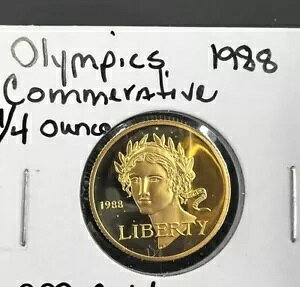 Olympics 1988
Commerative
1/4 ounce
1988
LIBERTY